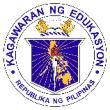 KAGAWARAN NG EDUKASYON
REPUBLIKA NG PILIPINAS